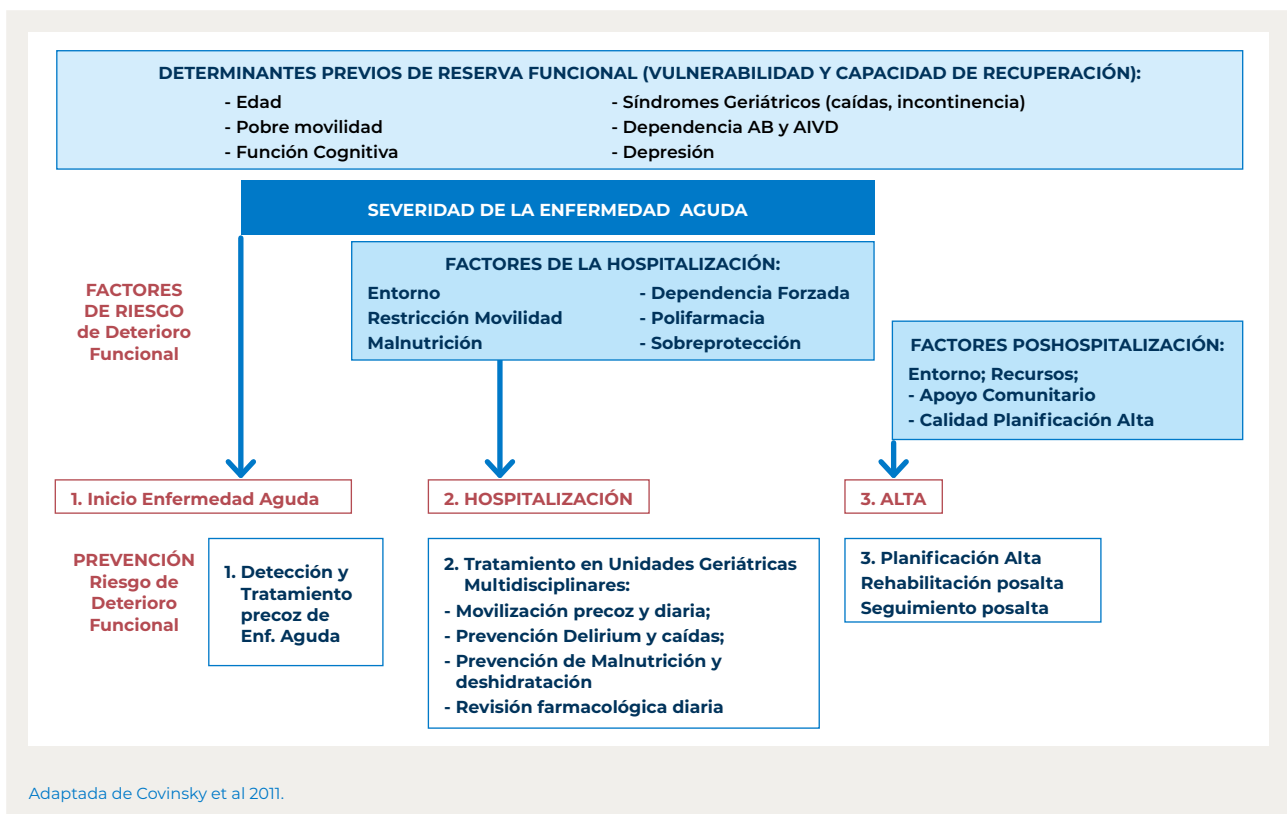 DETERMINANTES PREVIOS DE RESERVA FUNCIONAL (VULNERABILIDAD Y CAPACIDAD DE RECUPERACIÓN):
- Edad
- Pobre movilidad
- Función Cognitiva
- Síndromes Geriátricos (caídas, incontinencia)
- Dependencia AB y AIVD
- Depresión
SEVERIDAD DE LA ENFERMEDAD AGUDA
FACTORES
DE RIESGO
de Deterioro
Funcional
FACTORES DE LA HOSPITALIZACIÓN:
Entorno
Restricción Movilidad
Malnutrición
- Dependencia Forzada
- Polifarmacia
- Sobreprotección
FACTORES POSHOSPITALIZACIÓN:
Entorno; Recursos;
- Apoyo Comunitario
- Calidad Planificación Alta
1. Inicio Enfermedad Aguda
2. HOSPITALIZACIÓN
3. ALTA
PREVENCIÓN
Riesgo de
Deterioro
Funcional
1. Detección y
Tratamiento
precoz de
Enf. Aguda
2. Tratamiento en Unidades Geriátricas
Multidisciplinares:
- Movilización precoz y diaria;
- Prevención Delirium y caídas;
- Prevención de Malnutrición y
deshidratación
- Revisión farmacológica diaria
3. Planificación Alta
Rehabilitación posalta
Seguimiento posalta
Adaptada de Covinsky et al 2011.